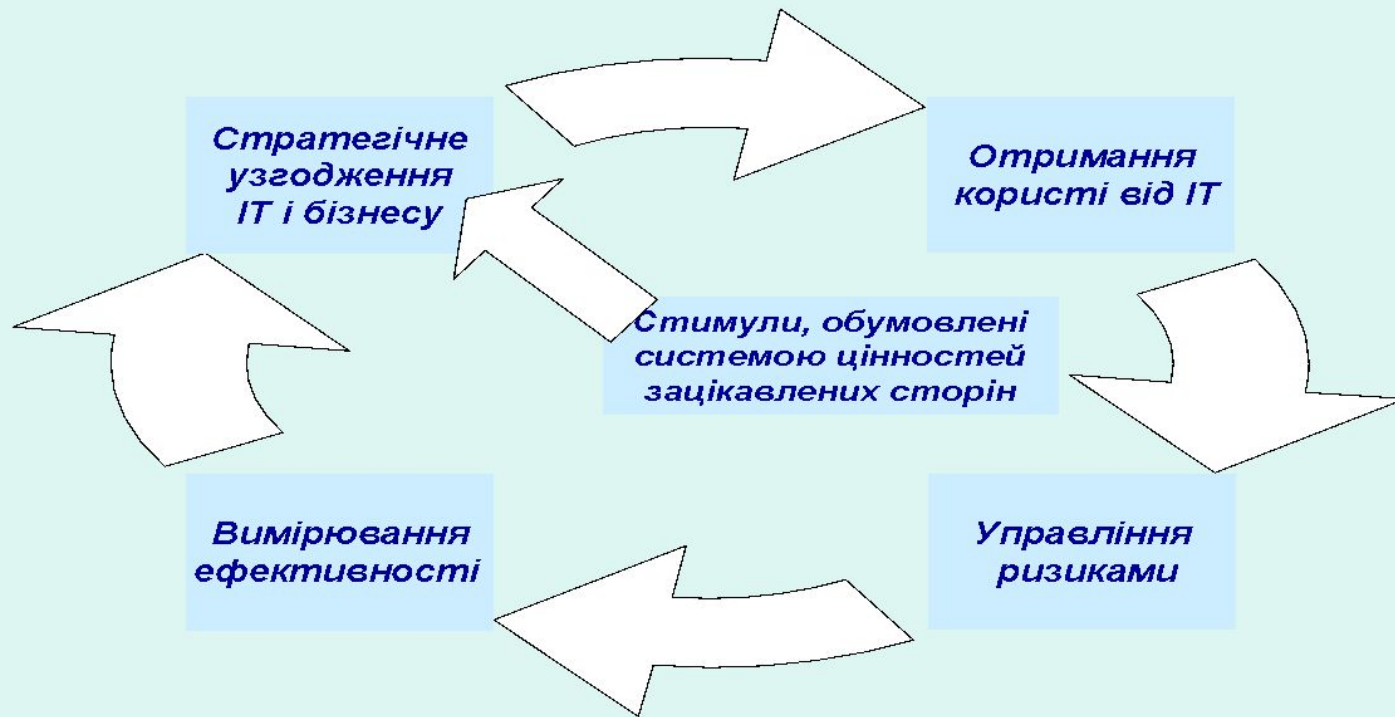 Стратегічне
узгодження
ІТ і бізнесу
Отримання
користі від ІТ
Стимули, обумовлені
системою цінностей
зацікавлених сторін
Вимірювання
ефективності
Управління
ризиками